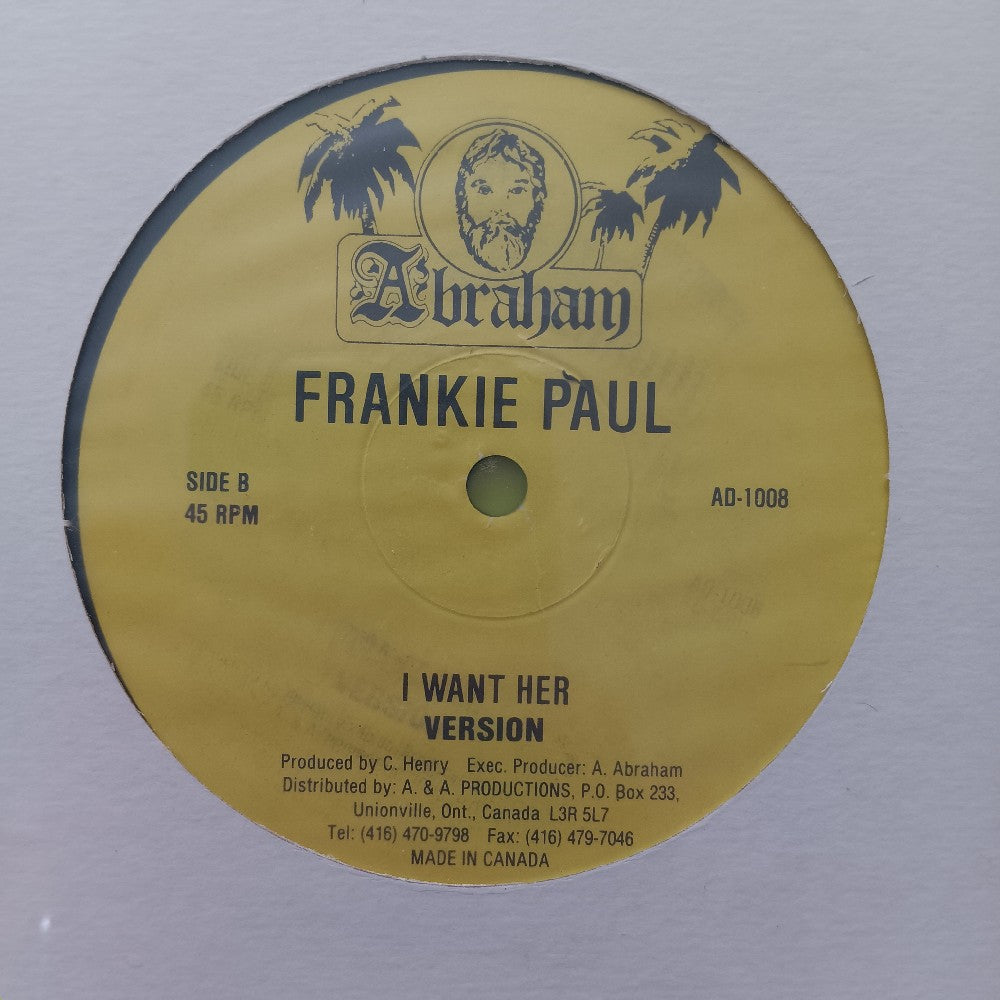 Abraham
FRANKIE PAUL
SIDE B
45 RPM
AD-1008
I WANT HER
VERSION
Produced by C. Henry Exec. Producer: A. Abraham
Distributed by: A. & A. PRODUCTIONS, P.O. Box 233,
Unionville, Ont., Canada L3R 5L7
Tel: (416) 470-9798 Fax: (416) 479-7046
MADE IN CANADA